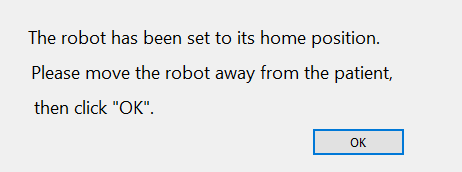 The robot has been set to its home position.
Please move the robot away from the patient,
then click "OK".
OK